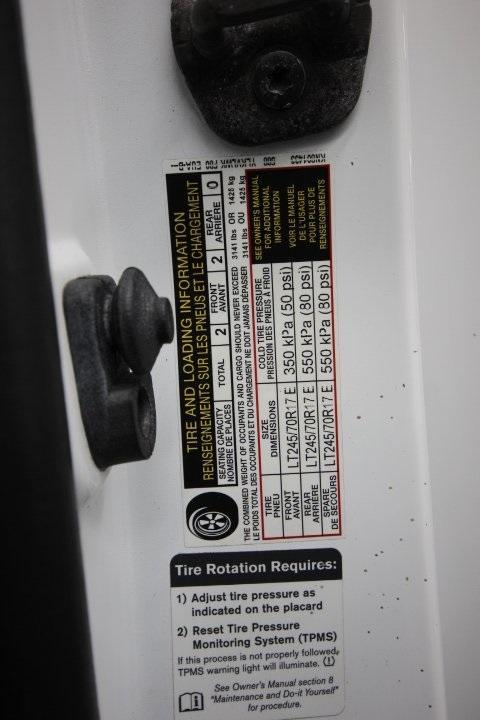 TIRE AND LOADING INFORMATION
RENSEIGNEMENTS SUR LES PNEUS ET LE CHARGEMENT
SEATING CAPACITY TOTAL 2 FRONT 2 REAR 0
NOMBRE DE PLACES AVANT ARRIÈRE
THE COMBINED WEIGHT OF OCCUPANTS AND CARGO SHOULD NEVER EXCEED 3141 lbs OR 1425 kg
LE POIDS TOTAL DES OCCUPANTS ET DU CHARGEMENT NE DOIT JAMAIS DÉPASSER 3141 lbs OU 1425 kg
TIRE SIZE COLD TIRE PRESSURE
PNEU DIMENSIONS PRESSION DES PNEUS À FROID
FRONT LT245/70R17 E 350 kPa (50 psi)
AVANT
REAR LT245/70R17 E 550 kPa (80 psi)
ARRIÈRE
SPARE LT245/70R17 E 550 kPa (80 psi)
DE SECOURS
SEE OWNER'S MANUAL
FOR ADDITIONAL
INFORMATION
VOIR LE MANUEL
DE L'USAGER
POUR PLUS DE
RENSEIGNEMENTS
Tire Rotation Requires:
1) Adjust tire pressure as
indicated on the placard
2) Reset Tire Pressure
Monitoring System (TPMS)
If this process is not properly followed,
TPMS warning light will illuminate. (!)
See Owner's Manual section 8
"Maintenance and Do-it Yourself"
for procedure.